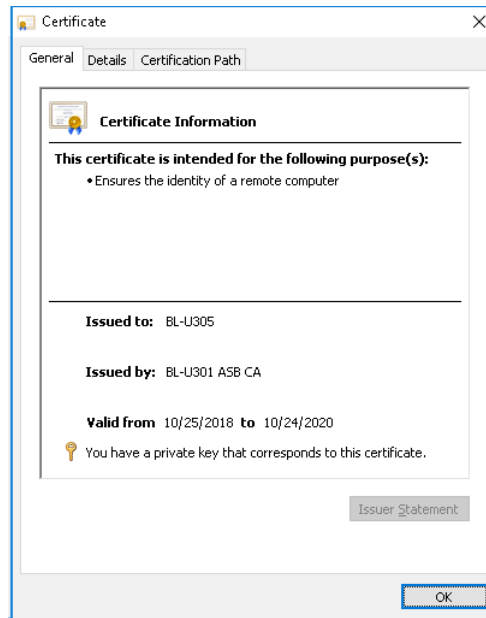 Certificate
General Details Certification Path
Certificate Information
This certificate is intended for the following purpose(s):
• Ensures the identity of a remote computer
Issued to: BL-U305
Issued by: BL-U301 ASB CA
Valid from 10/25/2018 to 10/24/2020
You have a private key that corresponds to this certificate.
Issuer Statement
OK